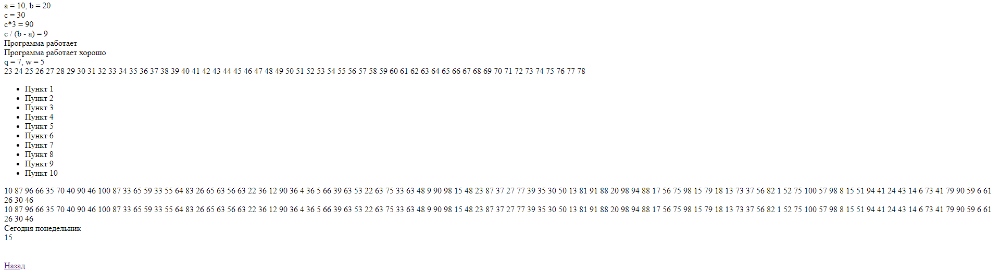 a = 10, b = 20
c = 30
c*3 = 90
c / (b - a) = 9
Программа работает
Программа работает хорошо
q = 7, w = 5
23 24 25 26 27 28 29 30 31 32 33 34 35 36 37 38 39 40 41 42 43 44 45 46 47 48 49 50 51 52 53 54 55 56 57 58 59 60 61 62 63 64 65 66 67 68 69 70 71 72 73 74 75 76 77 78
• Пункт 1
• Пункт 2
• Пункт 3
• Пункт 4
• Пункт 5
• Пункт 6
• Пункт 7
• Пункт 8
• Пункт 9
• Пункт 10
10 87 96 66 35 70 40 90 46 100 87 33 65 59 33 55 64 83 26 65 63 56 63 22 36 12 90 36 4 36 5 66 39 63 53 22 63 75 33 63 48 9 90 98 15 48 23 87 37 27 77 39 35 30 50 13 81 91 88 20 98 94 88 17 56 75 98 15 79 18 13 73 37 56 82 1 52 75 100 57 98 8 15 51 94 41 24 43 14 6 73 41 79 90 59 6 61
26 30 46
10 87 96 66 35 70 40 90 46 100 87 33 65 59 33 55 64 83 26 65 63 56 63 22 36 12 90 36 4 36 5 66 39 63 53 22 63 75 33 63 48 9 90 98 15 48 23 87 37 27 77 39 35 30 50 13 81 91 88 20 98 94 88 17 56 75 98 15 79 18 13 73 37 56 82 1 52 75 100 57 98 8 15 51 94 41 24 43 14 6 73 41 79 90 59 6 61
26 30 46
Сегодня понедельник
15
Назад